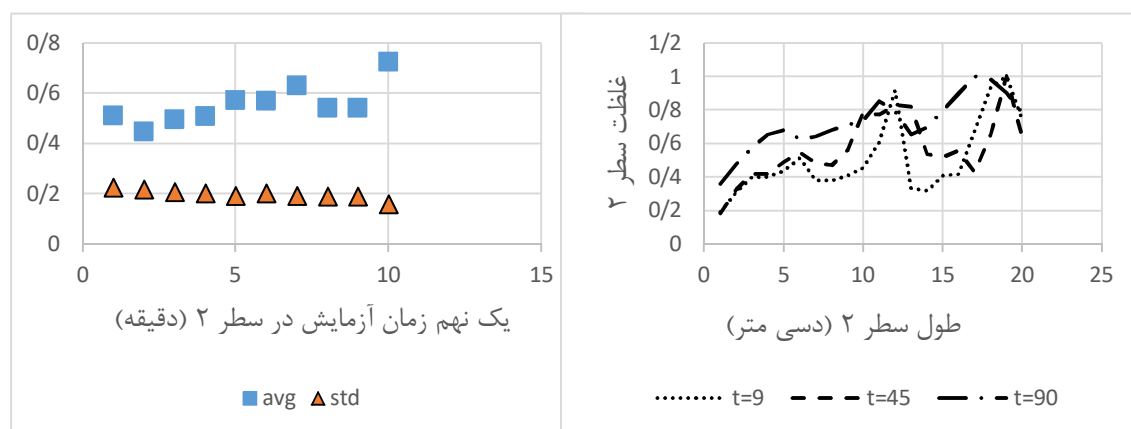 0/8
0/6
0/4
0/2
0
0 5 10 15
یک نهم زمان آزمایش در سطر ۲ (دقیقه)
avg std
غلظت سطر ۲
1/2
1
0/8
0/6
0/4
0/2
0
0 5 10 15 20 25
طول سطر ۲ (دسی متر)
t=9 t=45 t=90